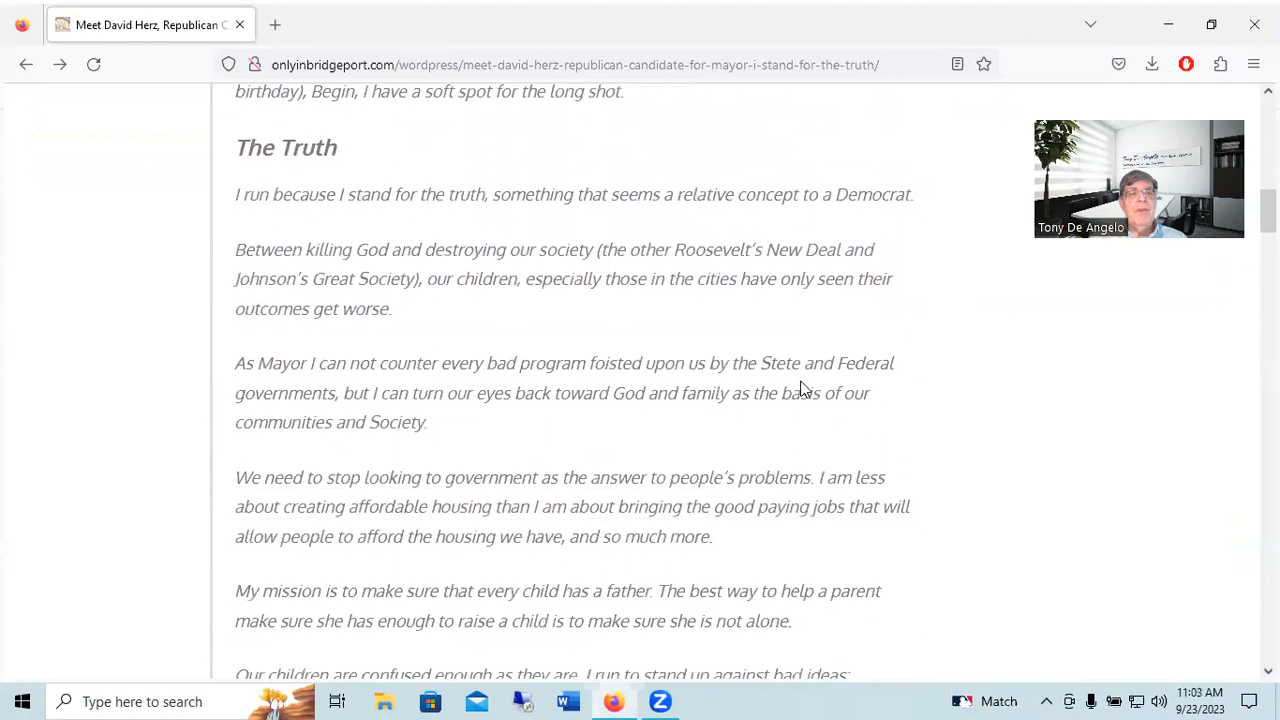 Meet David Herz, Republican C
onlyinbridgeport.com/wordpress/meet-david-herz-republican-candidate-for-mayor-i-stand-for-the-truth/
birthday), Begin, I have a soft spot for the long shot.
The Truth
I run because I stand for the truth, something that seems a relative concept to a Democrat.
Between killing God and destroying our society (the other Roosevelt's New Deal and
Johnson's Great Society), our children, especially those in the cities have only seen their
outcomes get worse.
As Mayor I can not counter every bad program foisted upon us by the Stete and Federal
governments, but I can turn our eyes back toward God and family as the basis of our
communities and Society.
We need to stop looking to government as the answer to people's problems. I am less
about creating affordable housing than I am about bringing the good paying jobs that will
allow people to afford the housing we have, and so much more.
My mission is to make sure that every child has a father. The best way to help a parent
make sure she has enough to raise a child is to make sure she is not alone.
Our children are confused enough as they are. I run to stand up against bad ideas:
Tony De Angelo
Type here to search
Match
11:03 AM
9/23/2023